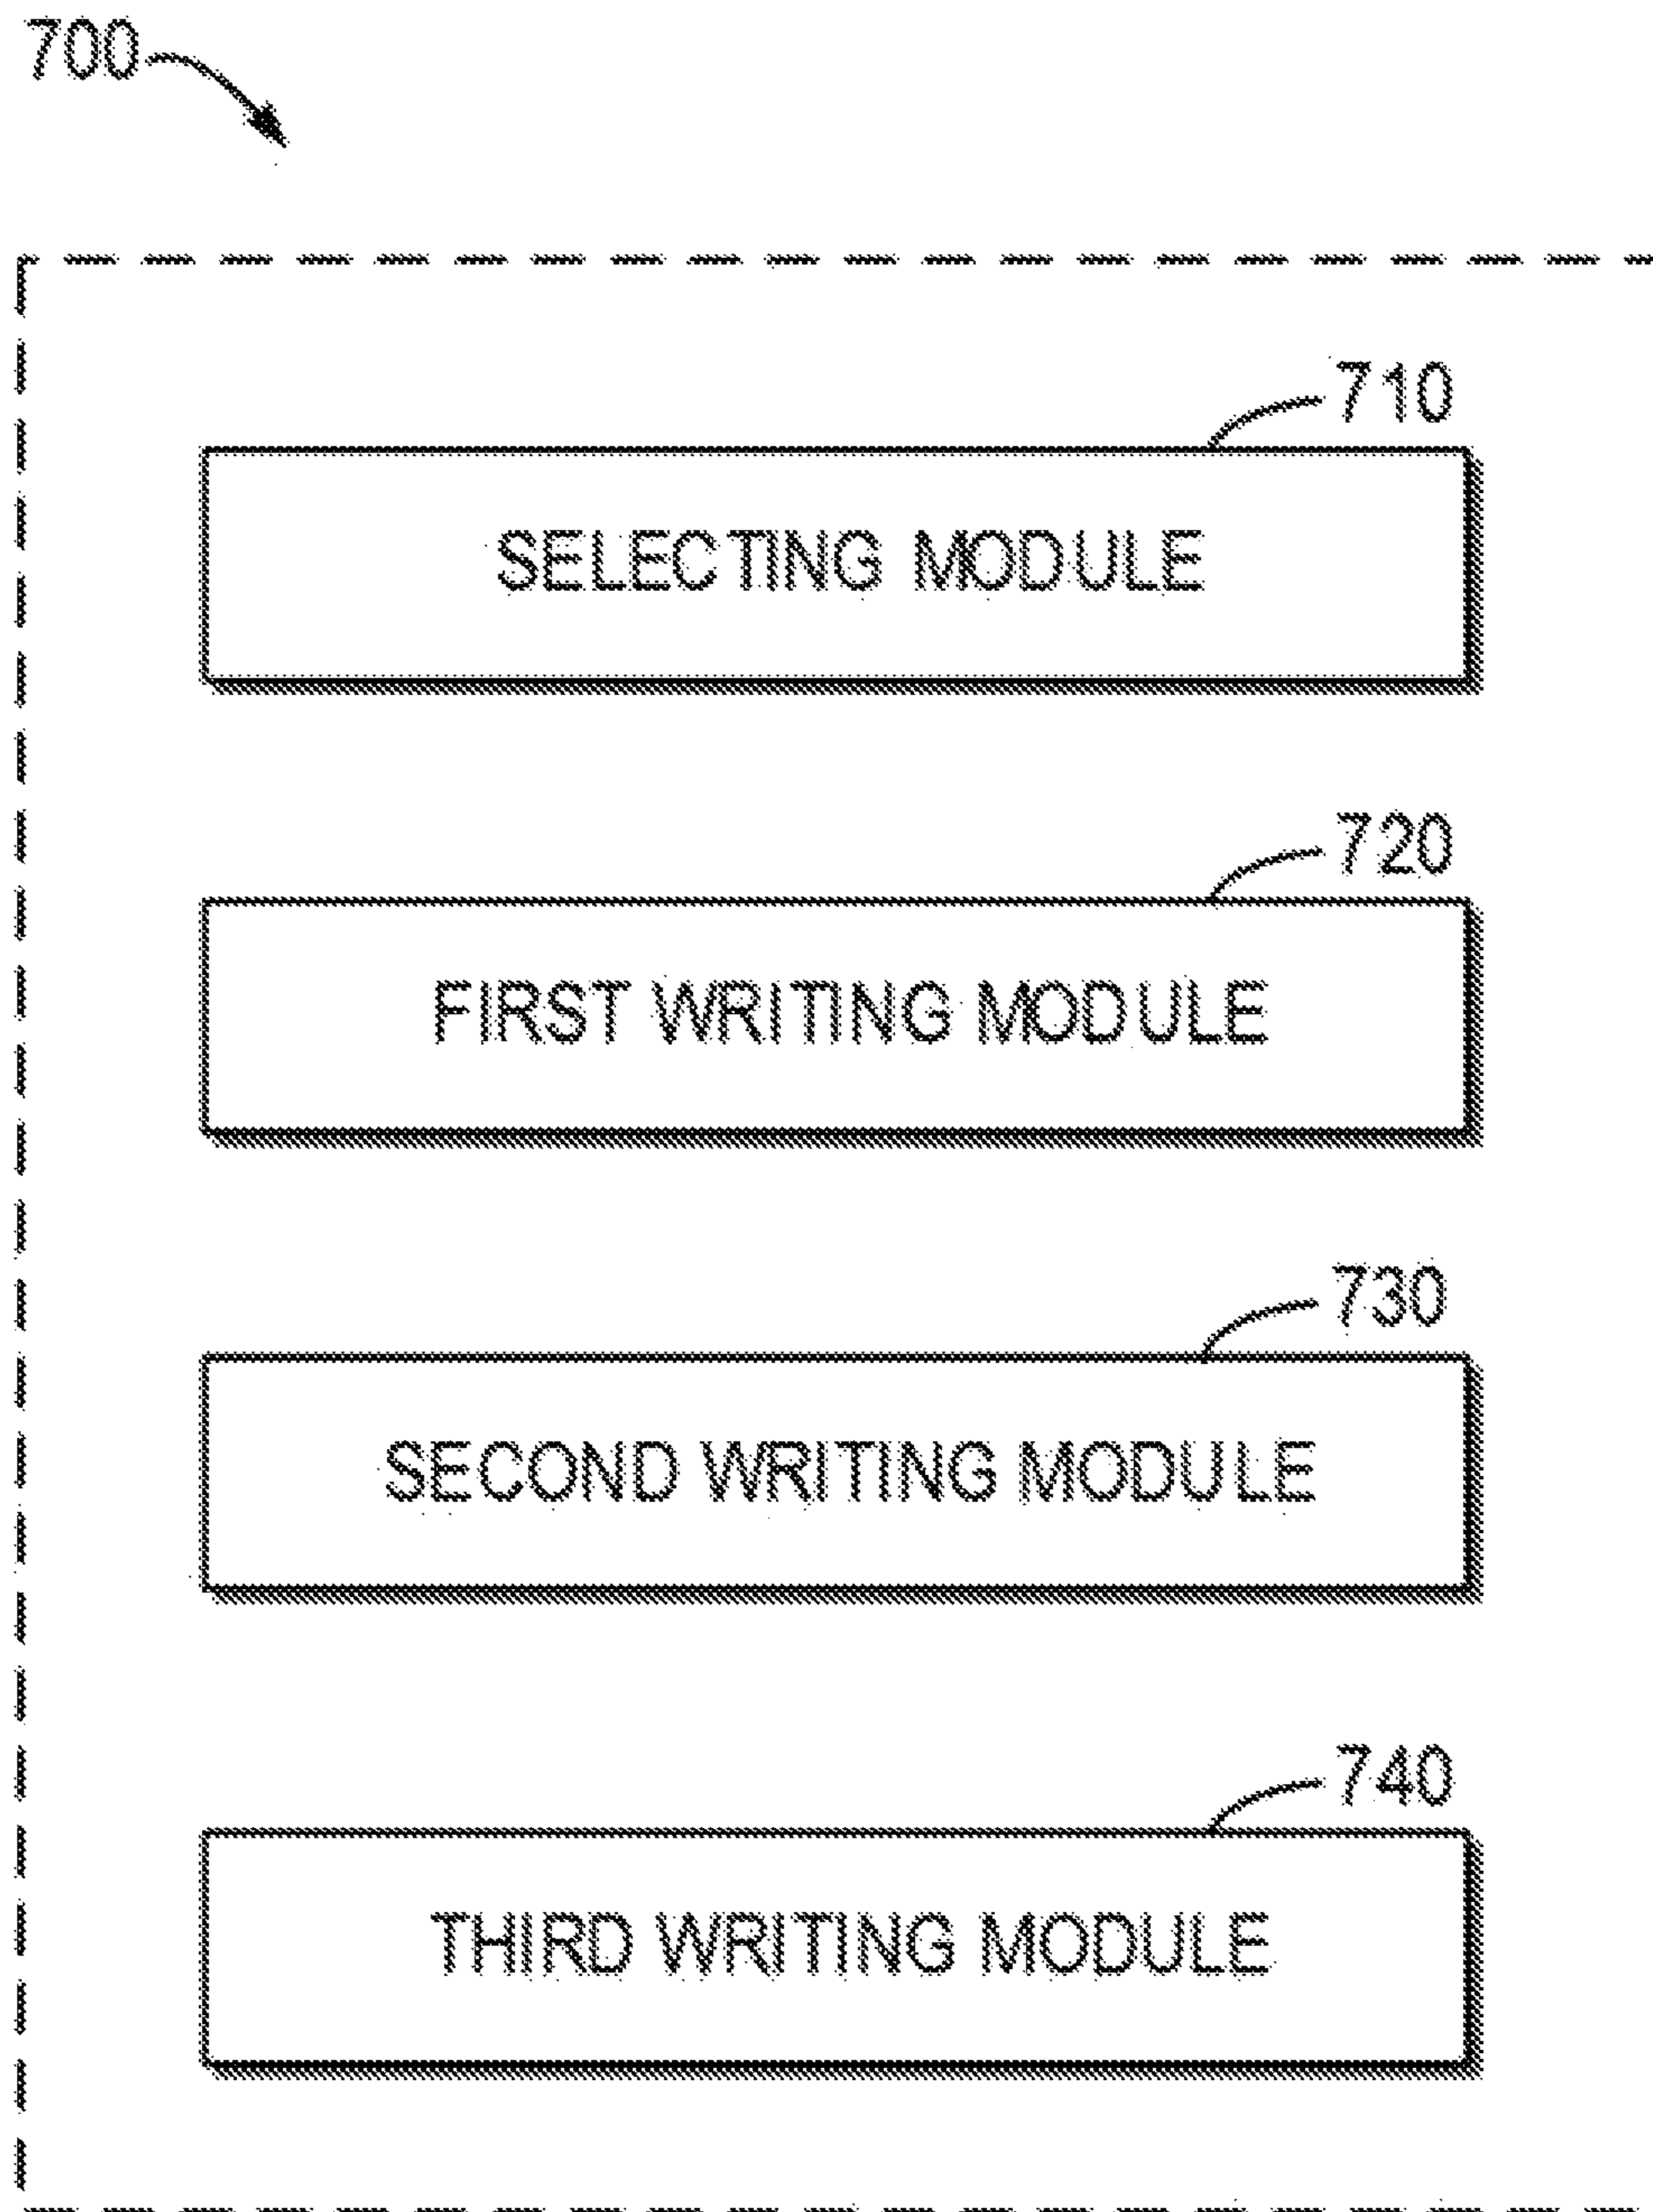 700
710
SELECTING MODULE
720
FIRST WRITING MODULE
730
SECOND WRITING MODULE
740
THIRD WRITING MODULE